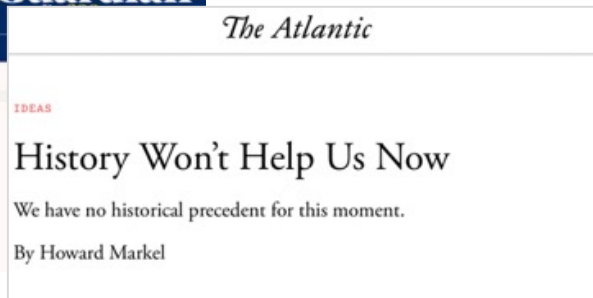 The Atlantic
IDEAS
History Won't Help Us Now
We have no historical precedent for this moment.
By Howard Markel